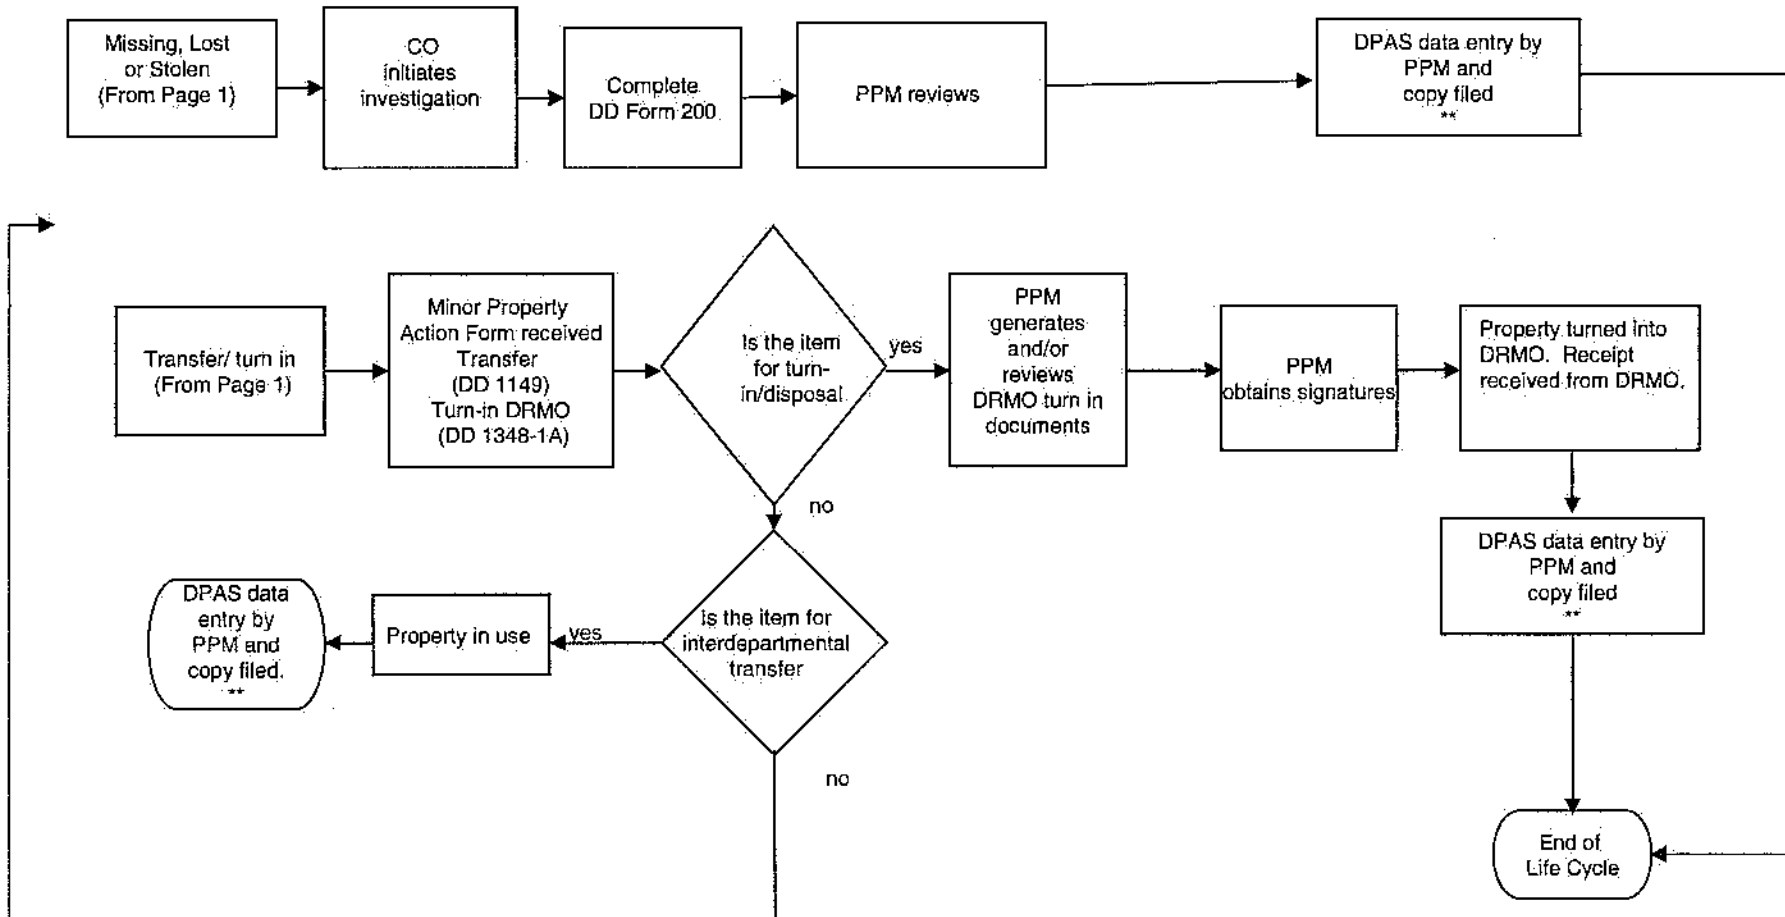 Missing, Lost
or Stolen
(From Page 1)
CO
initiates
investigation
Complete
DD Form 200
PPM reviews
DPAS data entry by
PPM and
copy filed
**
Transfer/ turn in
(From Page 1)
Minor Property
Action Form received
Transfer
(DD 1149)
Turn-in DRMO
(DD 1348-1A)
Is the item
for turn-
in/disposal
yes
PPM
generates
and/or
reviews
DRMO turn in
documents
PPM
obtains signatures
Property turned into
DRMO. Receipt
received from DRMO.
no
DPAS data entry by
PPM and
copy filed
**
DPAS data
entry by
PPM and
copy filed.
**
Property in use
yes
Is the item for
interdepartmental
transfer
no
End of
Life Cycle